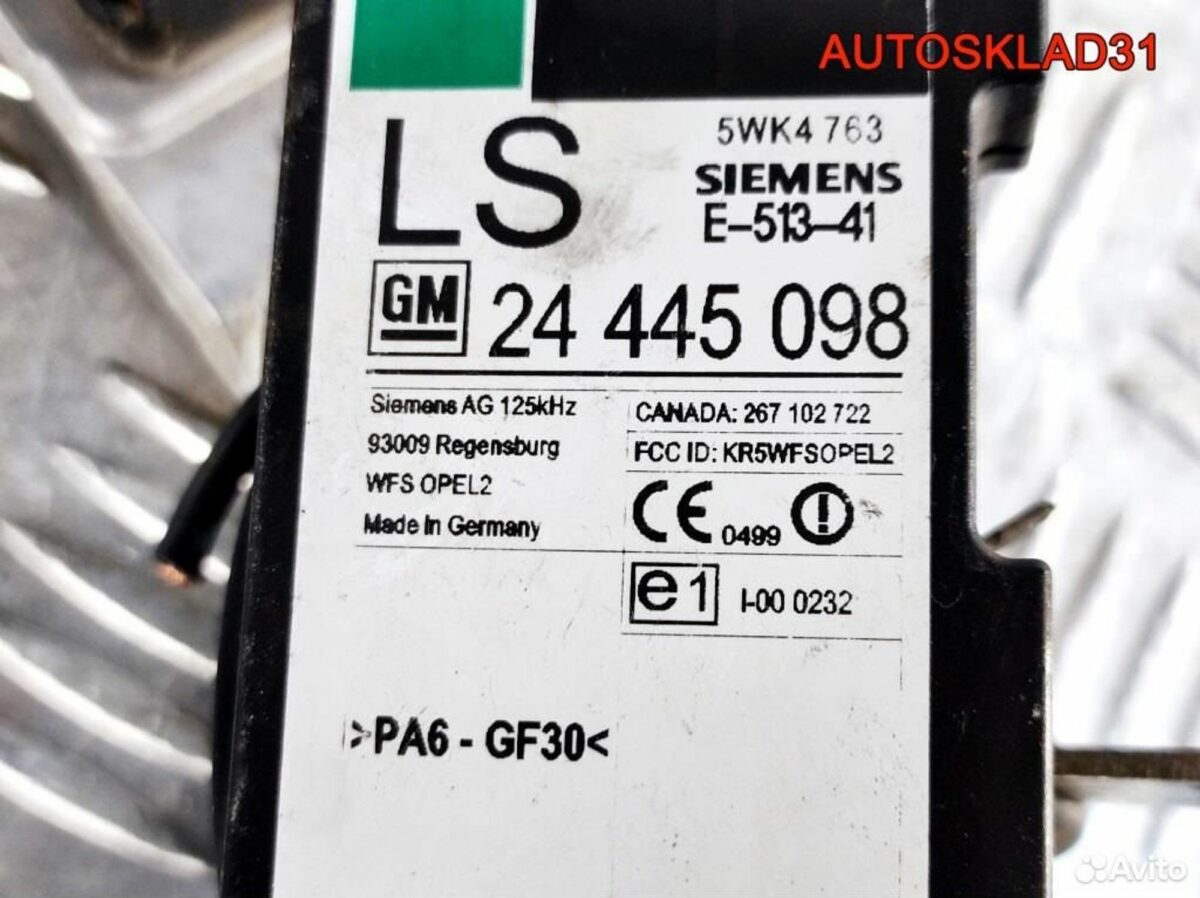 AUTOSKLAD31
LS
5WK4 763
SIEMENS
E-513-41
GM 24 445 098
Siemens AG 125kHz
93009 Regensburg
WFS OPEL2
Made In Germany
CANADA: 267 102 722
FCC ID: KR5WFSOPEL2
CE 0499
e1 I-00 0232
>PA6 - GF30<
Avito